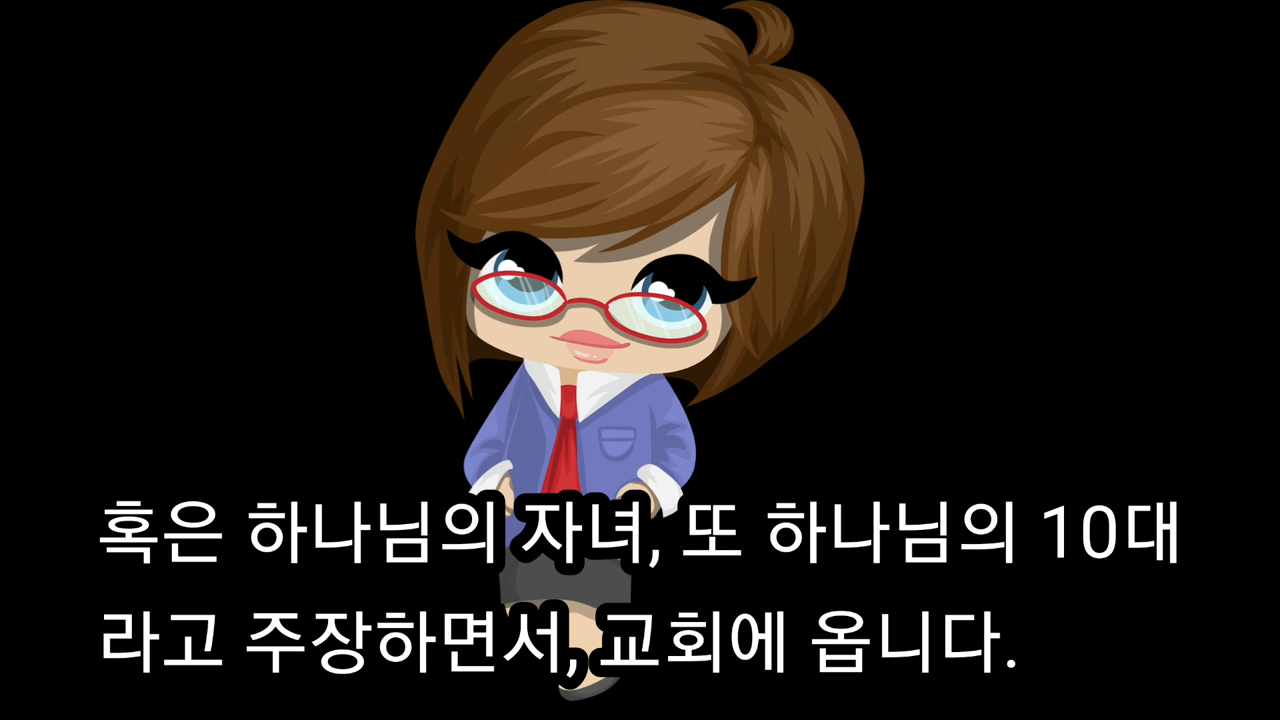 혹은 하나님의 자녀, 또 하나님의 10대
라고 주장하면서, 교회에 옵니다.